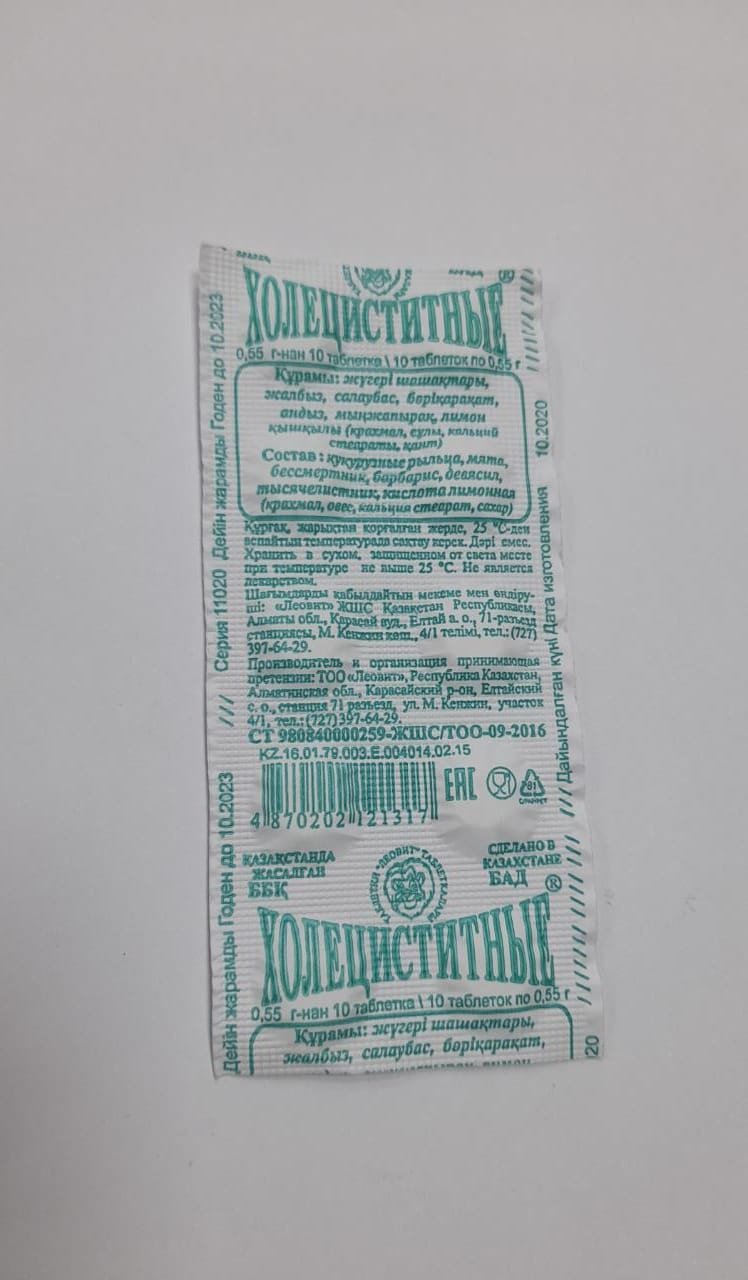 ХОЛЕЦИСТИТНЫЕ ®
0,55 г-нан 10 таблетка \ 10 таблеток по 0,55 г
Құрамы: жүгері шашақтары,
жалбыз, салаубас, бөріқарақат,
андыз, мыңжапырақ, лимон
қышқылы (крахмал, сұлы, кальций
стеараты, қант)
Состав : кукурузные рыльца, мята,
бессмертник, барбарис, девясил,
тысячелистник, кислота лимонная
(крахмал, овес, кальция стеарат, сахар)
Құрғақ, жарықтан қорғалған жерде, 25 °С-ден
аспайтын температурада сақтау керек. Дәрі емес.
Хранить в сухом, защищенном от света месте
при температуре не выше 25 °С. Не является
лекарством.
Шағымдарды қабылдайтын мекеме мен өндіру-
ші: «Леовит» ЖШС Қазақстан Республикасы,
Алматы обл., Қарасай ауд., Елтай а. о., 71-разъезд
станциясы, М. Кенжин көш., 4/1 телімі, тел.: (727)
397-64-29.
Производитель и организация принимающая
претензии: ТОО «Леовит», Республика Казахстан,
Алматинская обл., Карасайский р-он, Елтайский
с. о., станция 71 разъезд, ул. М. Кенжин, участок
4/1, тел.: (727) 397-64-29.
СТ 980840000259-ЖШС/ТОО-09-2016
KZ.16.01.79.003.E.004014.02.15
4 870202 121317
EAC
81
ҚАЗАҚСТАНДА
ЖАСАЛҒАН
ББҚ
ТАБЛЕТКИ "ЛЕОВИТ" ТАБЛЕТКАЛАРЫ
СДЕЛАНО В
КАЗАХСТАНЕ
БАД
ХОЛЕЦИСТИТНЫЕ ®
0,55 г-нан 10 таблетка \ 10 таблеток по 0,55 г
Құрамы: жүгері шашақтары,
жалбыз, салаубас, бөріқарақат,
/// Серия 11020 Дейін жарамды Годен до 10.2023
Дейін жарамды Годен до 10.2023
/// Дайындалған күні Дата изготовления 10.2020
20